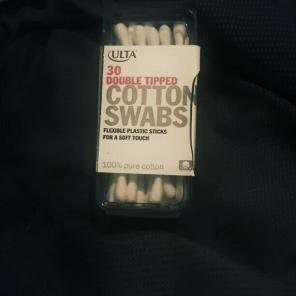 ULTA
30
DOUBLE TIPPED
COTTON
SWABS
FLEXIBLE PLASTIC STICKS
FOR A SOFT TOUCH
100% pure cotton